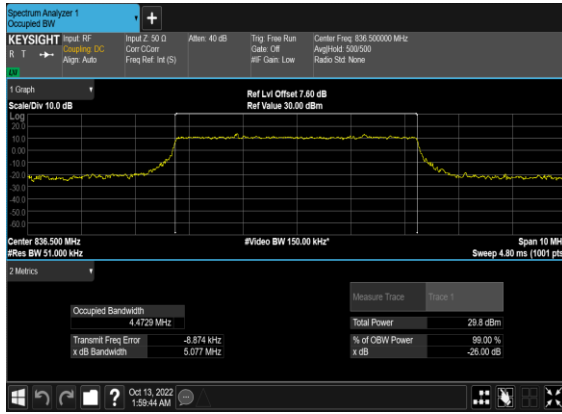 Spectrum Analyzer 1
Occupied BW
+
KEYSIGHT Input: RF Input Z: 50 Ω Atten: 40 dB Trig: Free Run Center Freq: 836.500000 MHz
R T Coupling: DC Corr CCorr Gate: Off Avg|Hold: 500/500
Align: Auto Freq Ref: Int (S) #IF Gain: Low Radio Std: None
LW
1 Graph
Ref Lvl Offset 7.60 dB
Scale/Div 10.0 dB Ref Value 30.00 dBm
Log
20.0
10.0
0.00
-10.0
-20.0
-30.0
-40.0
-50.0
-60.0
Center 836.500 MHz #Video BW 150.00 kHz* Span 10 MH
#Res BW 51.000 kHz Sweep 4.80 ms (1001 pts
2 Metrics
Measure Trace Trace 1
Occupied Bandwidth
4.4729 MHz Total Power 29.8 dBm
Transmit Freq Error -8.874 kHz % of OBW Power 99.00 %
x dB Bandwidth 5.077 MHz x dB -26.00 dB
? Oct 13, 2022
1:59:44 AM